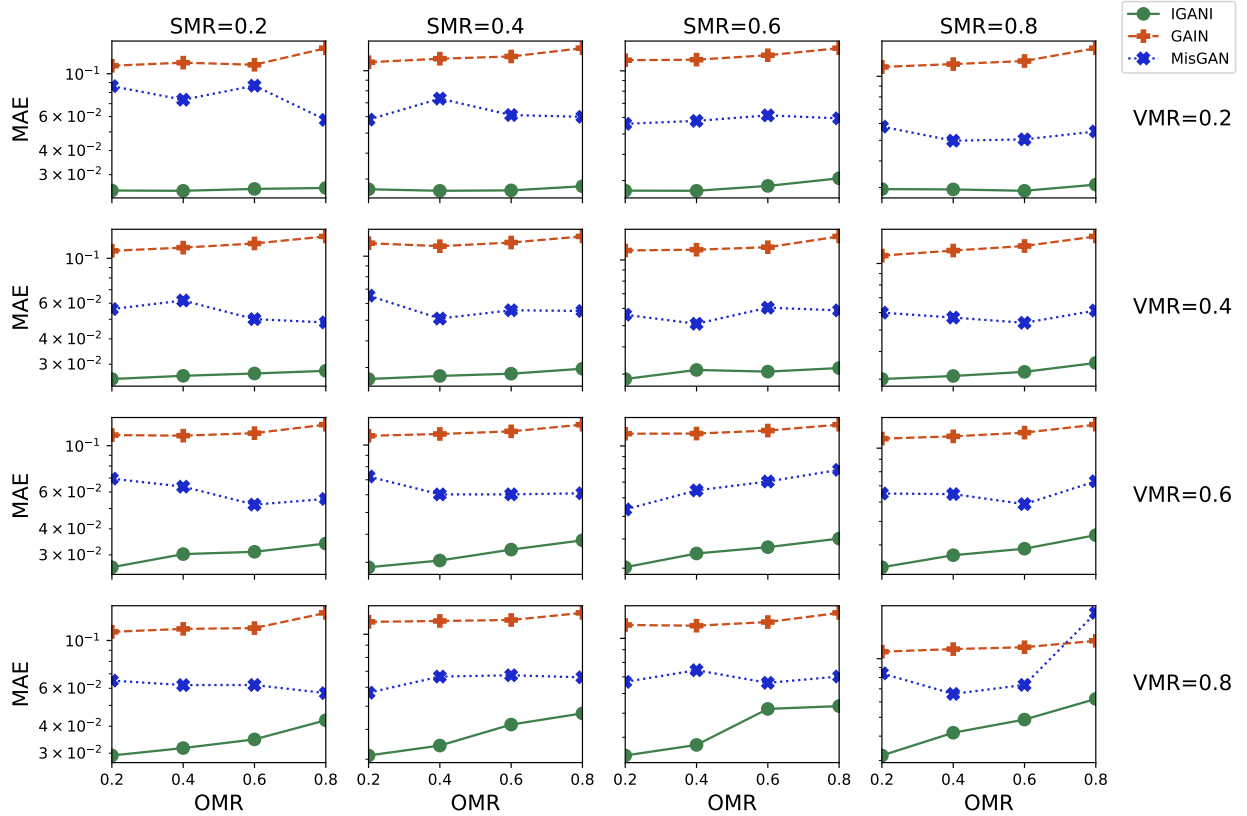 SMR=0.2 SMR=0.4 SMR=0.6 SMR=0.8
IGANI
GAIN
MisGAN
MAE
10⁻¹
6 × 10⁻²
4 × 10⁻²
3 × 10⁻²
VMR=0.2
MAE
10⁻¹
6 × 10⁻²
4 × 10⁻²
3 × 10⁻²
VMR=0.4
MAE
10⁻¹
6 × 10⁻²
4 × 10⁻²
3 × 10⁻²
VMR=0.6
MAE
10⁻¹
6 × 10⁻²
4 × 10⁻²
3 × 10⁻²
VMR=0.8
0.2 0.4 0.6 0.8 0.2 0.4 0.6 0.8 0.2 0.4 0.6 0.8 0.2 0.4 0.6 0.8
OMR OMR OMR OMR